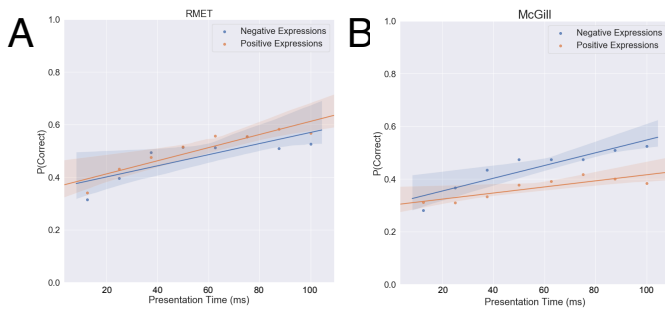 A
RMET
Negative Expressions
Positive Expressions
P(Correct)
1.0
0.8
0.6
0.4
0.2
0.0
20
40
60
80
100
Presentation Time (ms)
B
McGill
Negative Expressions
Positive Expressions
P(Correct)
1.0
0.8
0.6
0.4
0.2
0.0
20
40
60
80
100
Presentation Time (ms)